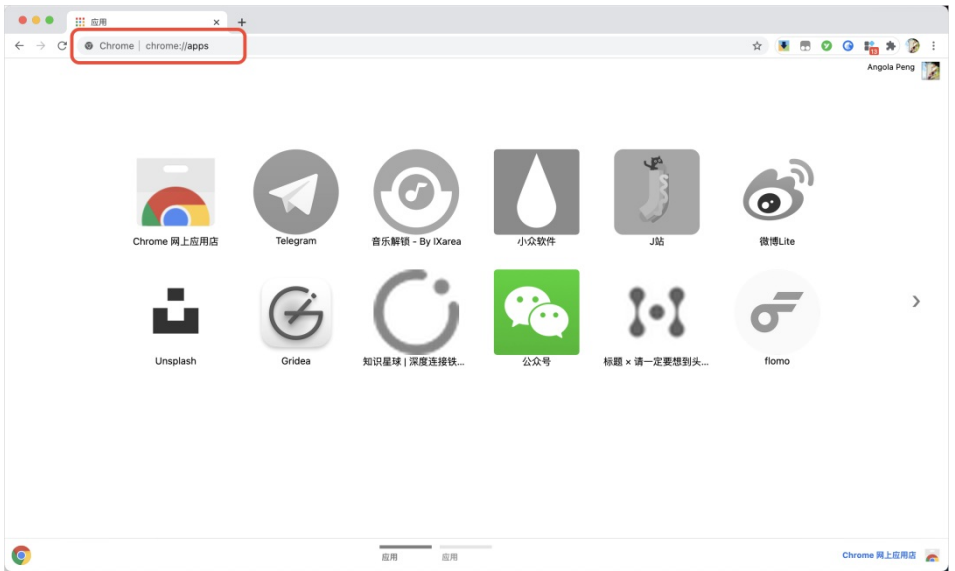 应用
Chrome | chrome://apps
13
Angola Peng
Chrome 网上应用店
Telegram
音乐解锁 - By IXarea
小众软件
J站
微博Lite
Unsplash
Gridea
知识星球 | 深度连接铁...
公众号
标题 × 请一定要想到头...
flomo
应用
应用
Chrome 网上应用店